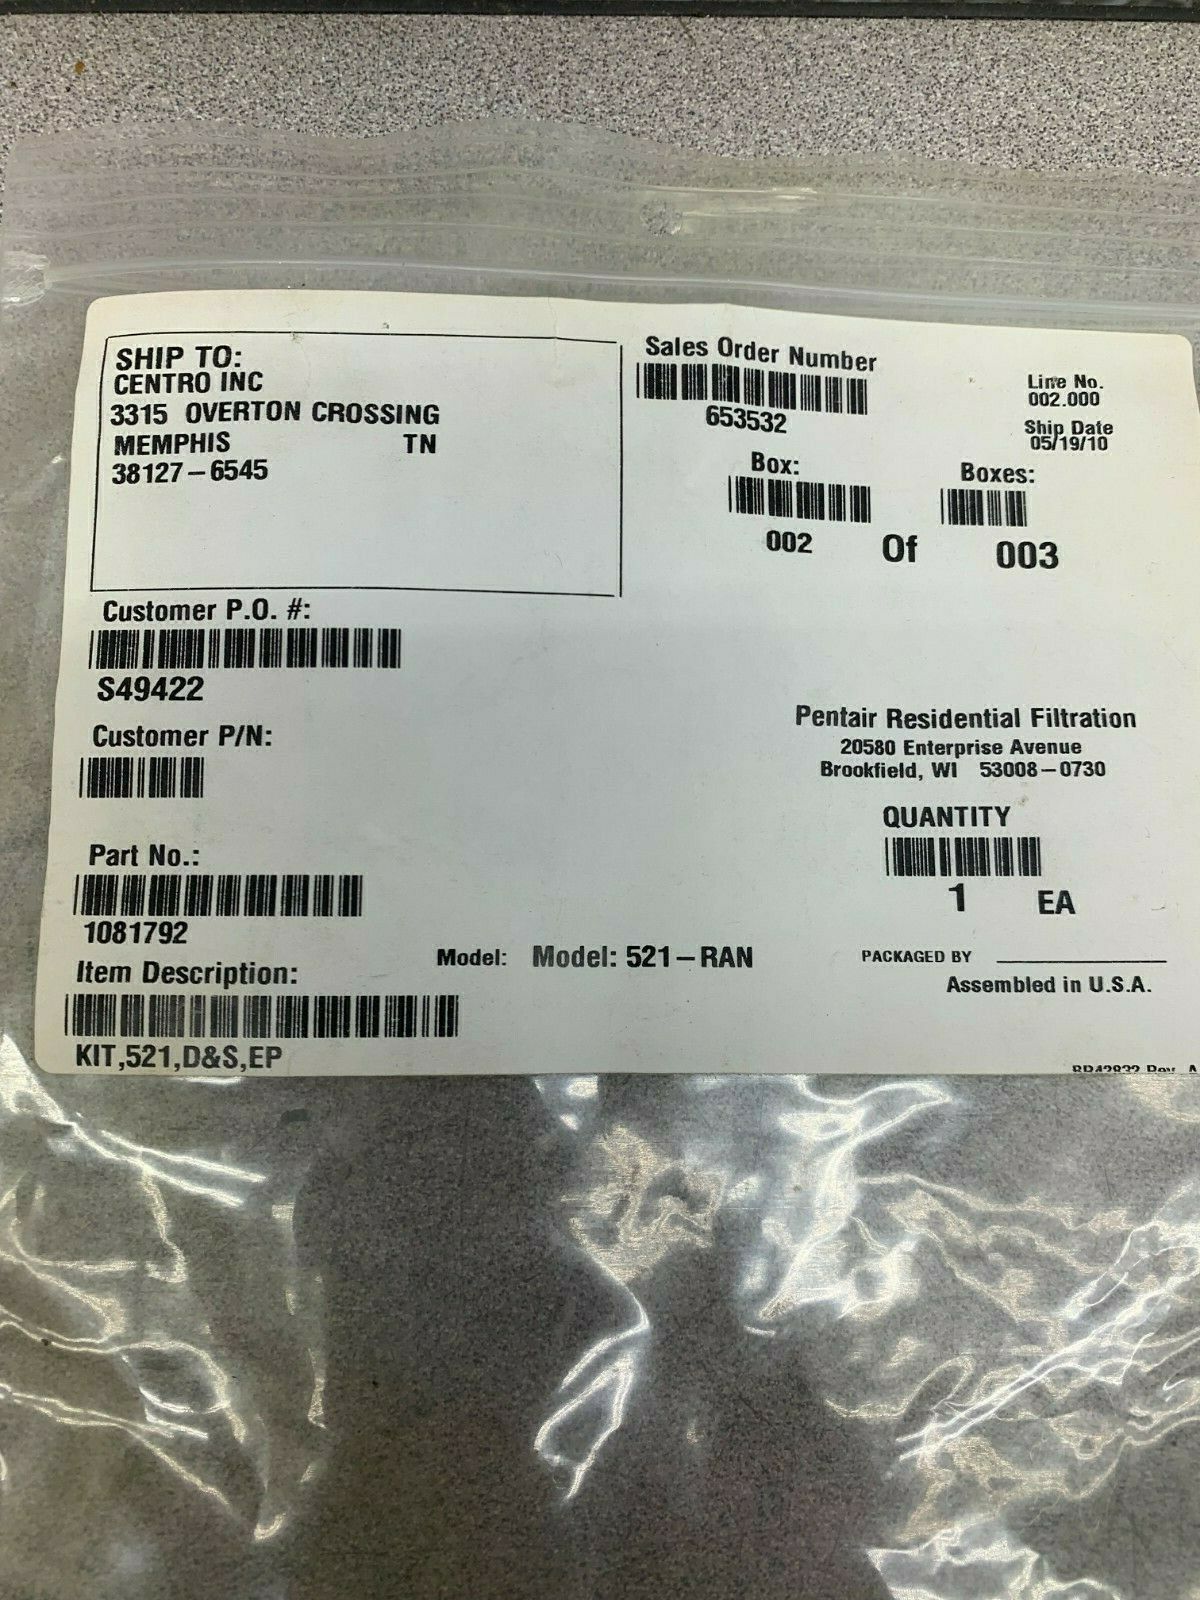 SHIP TO:
CENTRO INC
3315 OVERTON CROSSING
MEMPHIS TN
38127-6545
Sales Order Number
653532
Line No.
002.000
Ship Date
05/19/10
Box:
Boxes:
002 Of 003
Customer P.O. #:
S49422
Customer P/N:
Pentair Residential Filtration
20580 Enterprise Avenue
Brookfield, WI 53008-0730
QUANTITY
1 EA
Part No.:
1081792
Model: Model: 521-RAN
PACKAGED BY
Assembled in U.S.A.
Item Description:
KIT,521,D&S,EP
Rev A